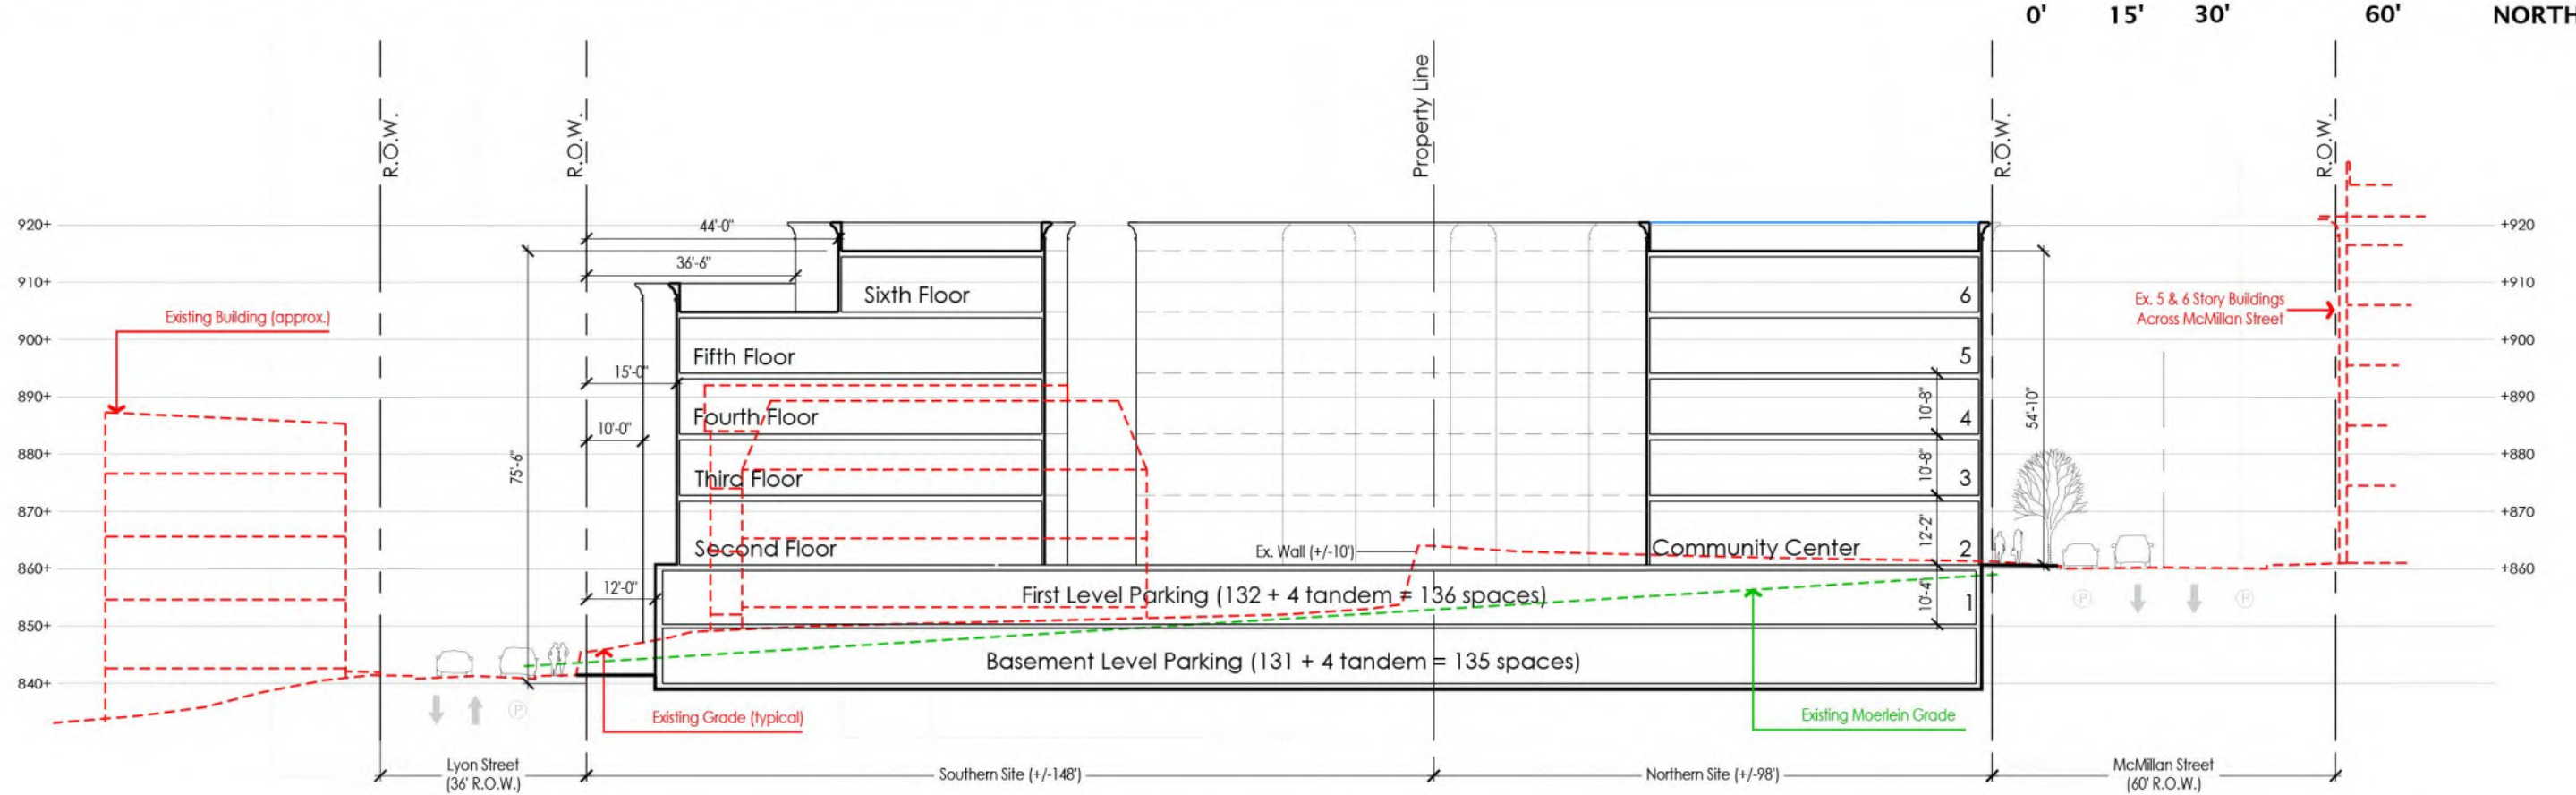 0' 15' 30' 60' NORTH
R.O.W.
R.O.W.
Property Line
R.O.W.
R.O.W.
920+
910+
900+
890+
880+
870+
860+
850+
840+
Existing Building (approx.)
44'-0"
36'-6"
15'-0"
10'-0"
75'-6"
12'-0"
Sixth Floor
Fifth Floor
Fourth Floor
Third Floor
Second Floor
Ex. Wall (+/-10')
Community Center
First Level Parking (132 + 4 tandem = 136 spaces)
Basement Level Parking (131 + 4 tandem = 135 spaces)
6
5
4
3
2
1
10'-8"
10'-8"
12'-2"
10'-4"
54'-10"
Ex. 5 & 6 Story Buildings
Across McMillan Street
+920
+910
+900
+890
+880
+870
+860
+850
+840
P
P
P
Existing Grade (typical)
Existing Moerlein Grade
Lyon Street
(36' R.O.W.)
Southern Site (+/-148')
Northern Site (+/-98')
McMillan Street
(60' R.O.W.)